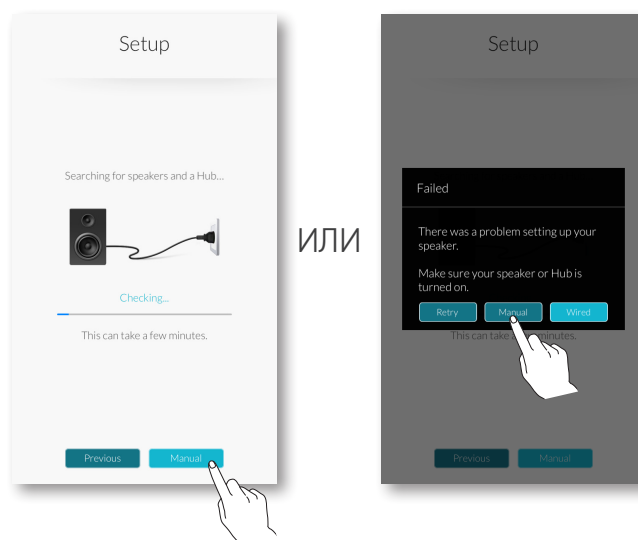 Setup
Searching for speakers and a Hub...
Checking...
This can take a few minutes.
Previous
Manual
ИЛИ
Setup
Failed
There was a problem setting up your
speaker.
Make sure your speaker or Hub is
turned on.
Retry
Manual
Wired
This can take a minutes.
Previous
Manual